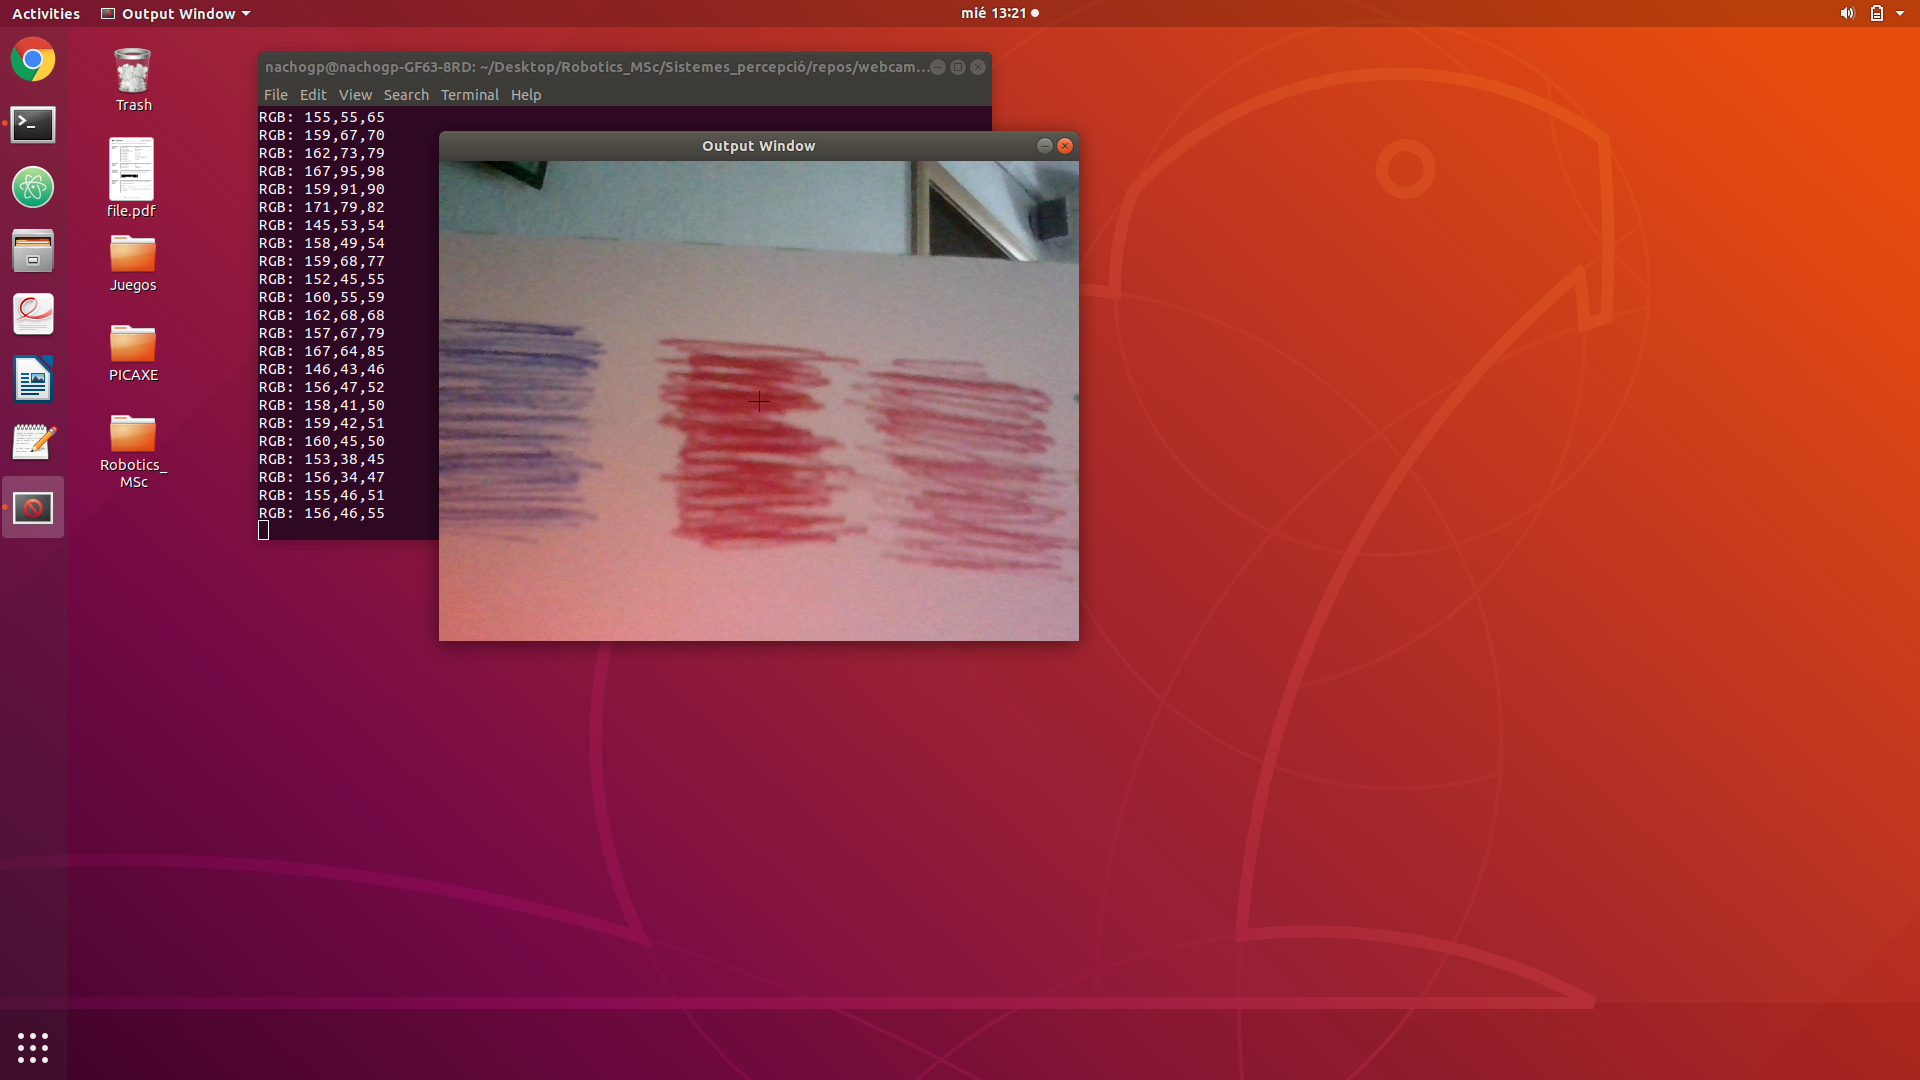 Activities
Output Window
mié 13:21
Trash
file.pdf
Juegos
PICAXE
Robotics_
MSc
nachogp@nachogp-GF63-8RD: ~/Desktop/Robotics_MSc/Sistemes_percepció/repos/webcam...
File Edit View Search Terminal Help
RGB: 155,55,65
RGB: 159,67,70
RGB: 162,73,79
RGB: 167,95,98
RGB: 159,91,90
RGB: 171,79,82
RGB: 145,53,54
RGB: 158,49,54
RGB: 159,68,77
RGB: 152,45,55
RGB: 160,55,59
RGB: 162,68,68
RGB: 157,67,79
RGB: 167,64,85
RGB: 146,43,46
RGB: 156,47,52
RGB: 158,41,50
RGB: 159,42,51
RGB: 160,45,50
RGB: 153,38,45
RGB: 156,34,47
RGB: 155,46,51
RGB: 156,46,55
Output Window